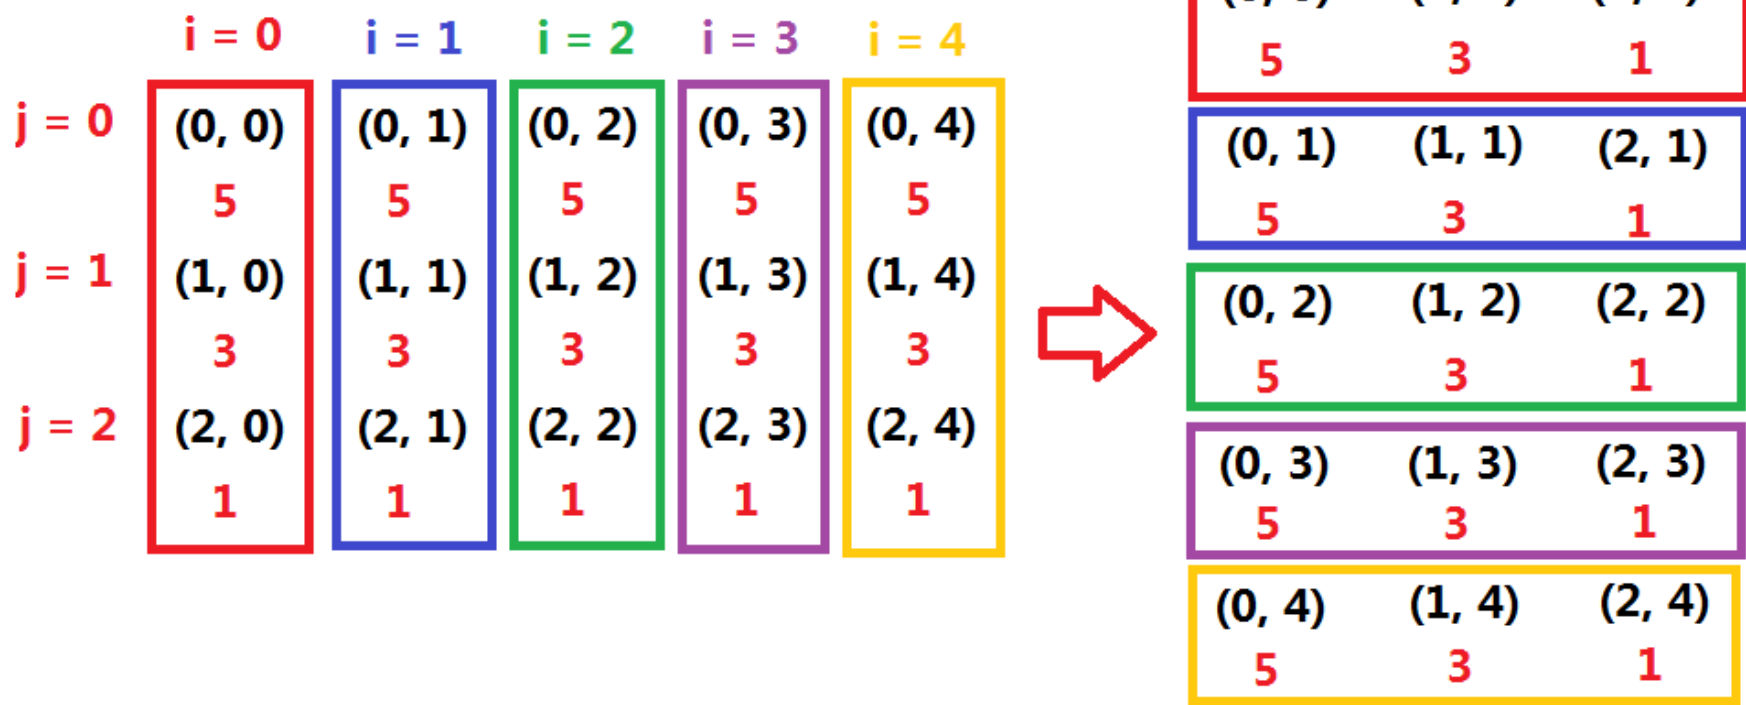 i = 0 i = 1 i = 2 i = 3 i = 4
j = 0 (0, 0) (0, 1) (0, 2) (0, 3) (0, 4)
5 5 5 5 5
j = 1 (1, 0) (1, 1) (1, 2) (1, 3) (1, 4)
3 3 3 3 3
j = 2 (2, 0) (2, 1) (2, 2) (2, 3) (2, 4)
1 1 1 1 1
5 3 1
(0, 1) (1, 1) (2, 1)
5 3 1
(0, 2) (1, 2) (2, 2)
5 3 1
(0, 3) (1, 3) (2, 3)
5 3 1
(0, 4) (1, 4) (2, 4)
5 3 1